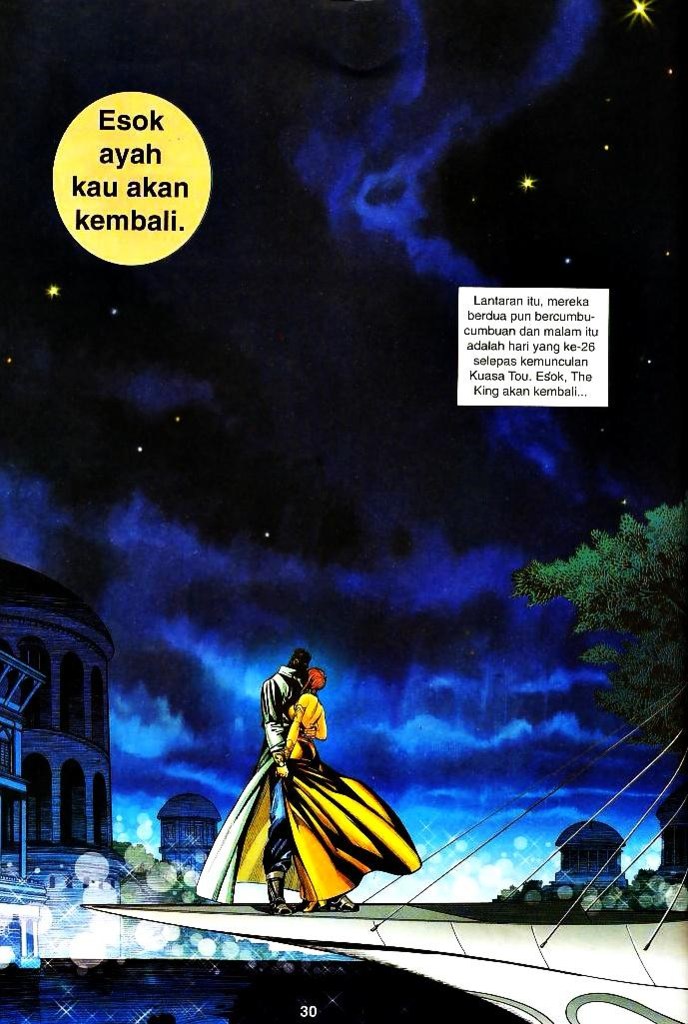 Esok
ayah
kau akan
kembali.
Lantaran itu, mereka
berdua pun bercumbu-
cumbuan dan malam itu
adalah hari yang ke-26
selepas kemunculan
Kuasa Tou. Esok, The
King akan kembali...
30